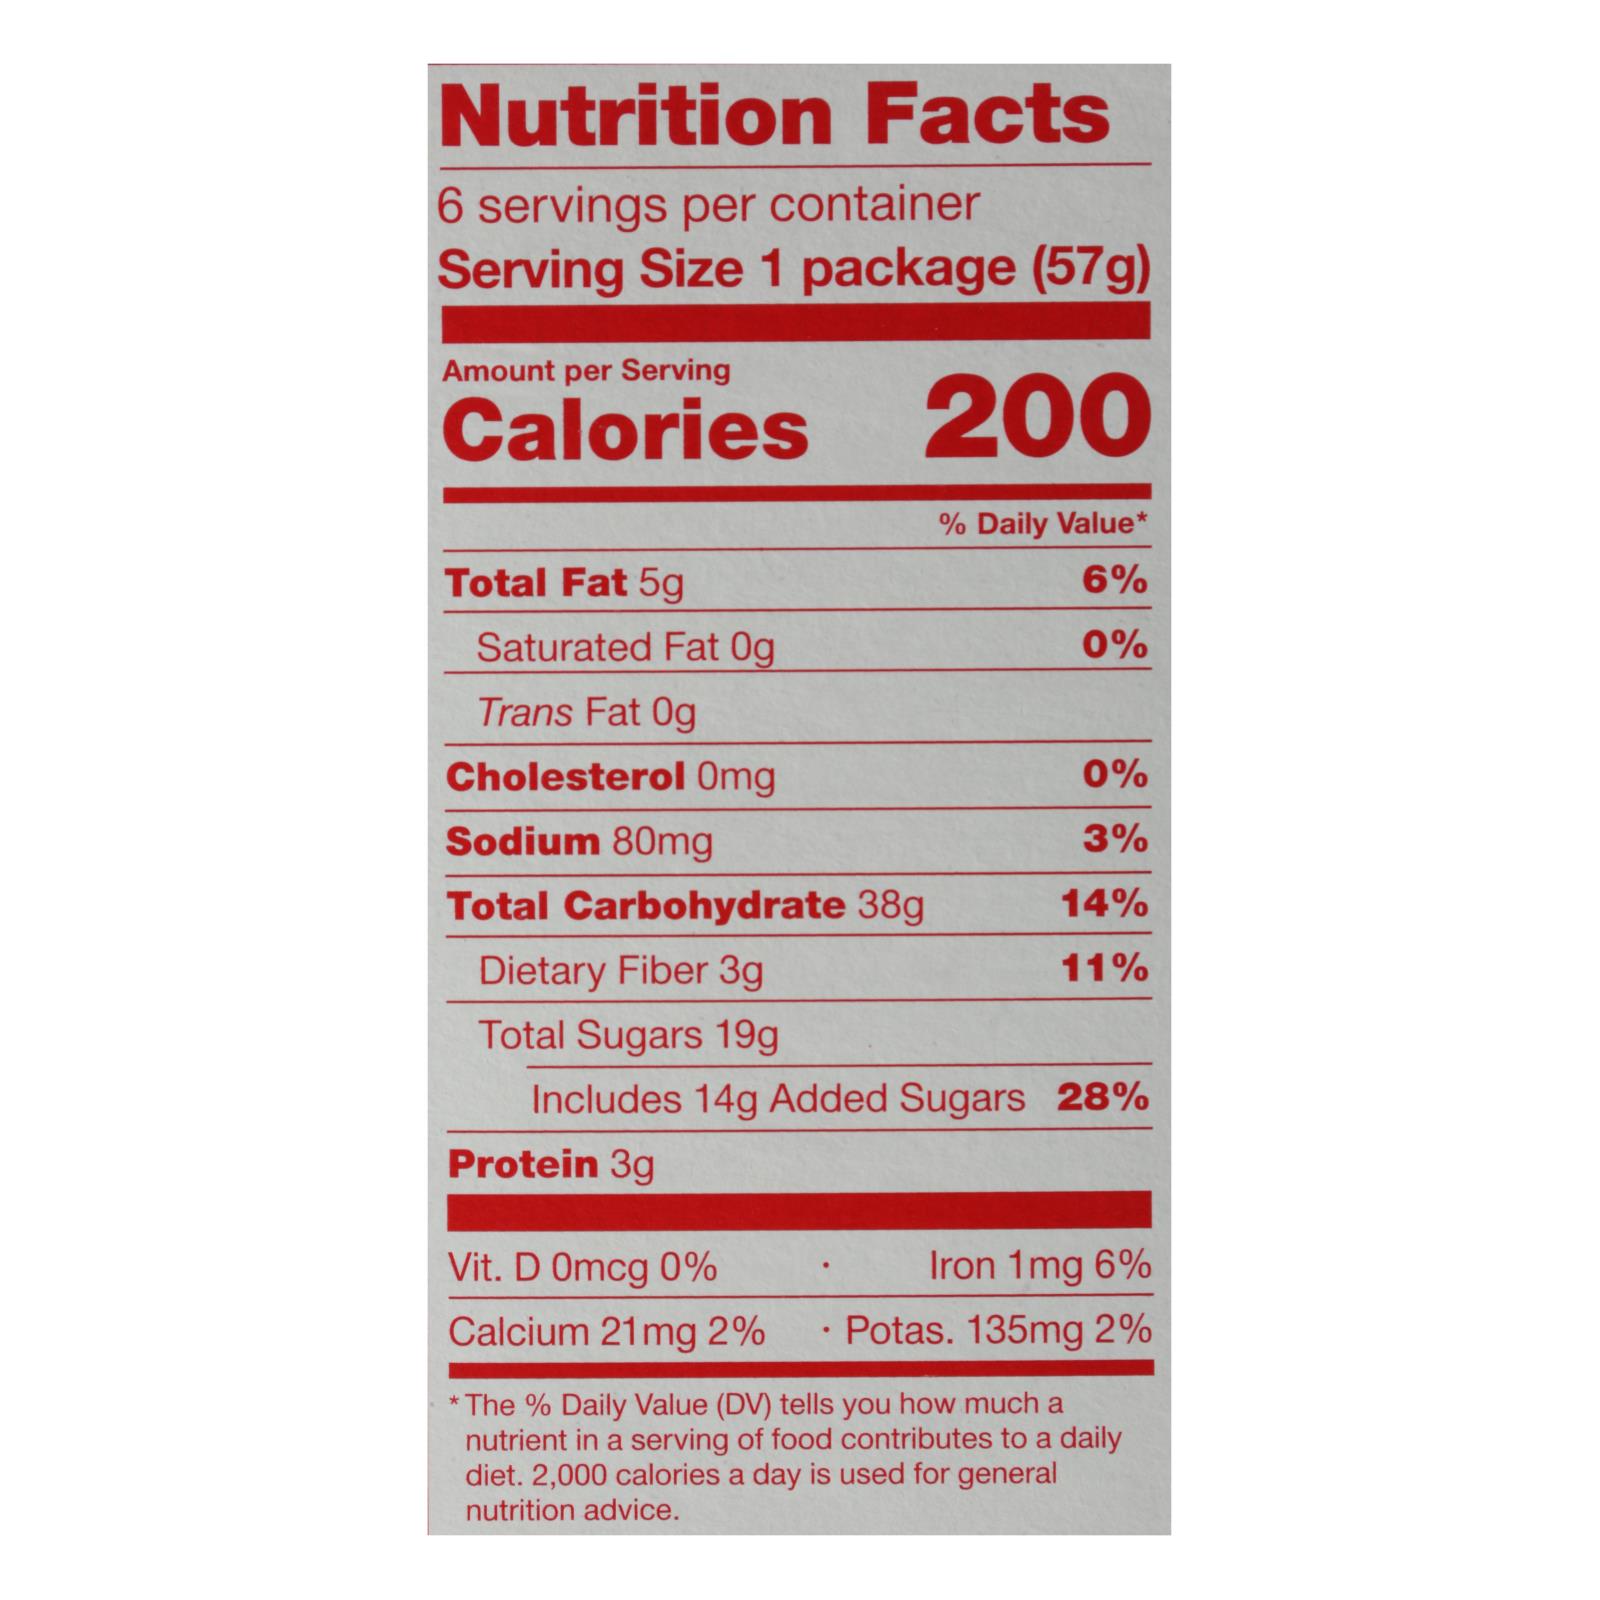 Nutrition Facts
6 servings per container
Serving Size 1 package (57g)
Amount per Serving
Calories 200
% Daily Value*
Total Fat 5g 6%
Saturated Fat 0g 0%
Trans Fat 0g
Cholesterol 0mg 0%
Sodium 80mg 3%
Total Carbohydrate 38g 14%
Dietary Fiber 3g 11%
Total Sugars 19g
Includes 14g Added Sugars 28%
Protein 3g
Vit. D 0mcg 0% · Iron 1mg 6%
Calcium 21mg 2% · Potas. 135mg 2%
* The % Daily Value (DV) tells you how much a
nutrient in a serving of food contributes to a daily
diet. 2,000 calories a day is used for general
nutrition advice.